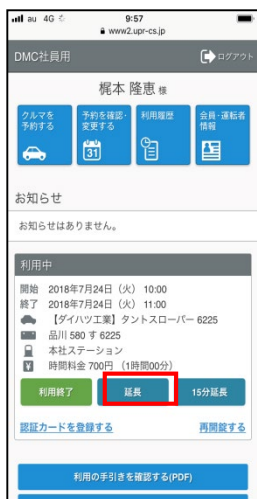 au 4G 9:57
www2.upr-cs.jp
DMC社員用 ログアウト
梶本 隆恵 様
クルマを
予約する
予約を確認・
変更する
31
利用履歴
会員・運転者
情報
お知らせ
お知らせはありません。
利用中
開始 2018年7月24日（火） 10:00
終了 2018年7月24日（火） 11:00
【ダイハツ工業】タントスローパー 6225
品川 580 す 6225
本社ステーション
時間料金 700円 （1時間00分）
利用終了 延長 15分延長
認証カードを登録する 再開錠する
利用の手引きを確認する(PDF)